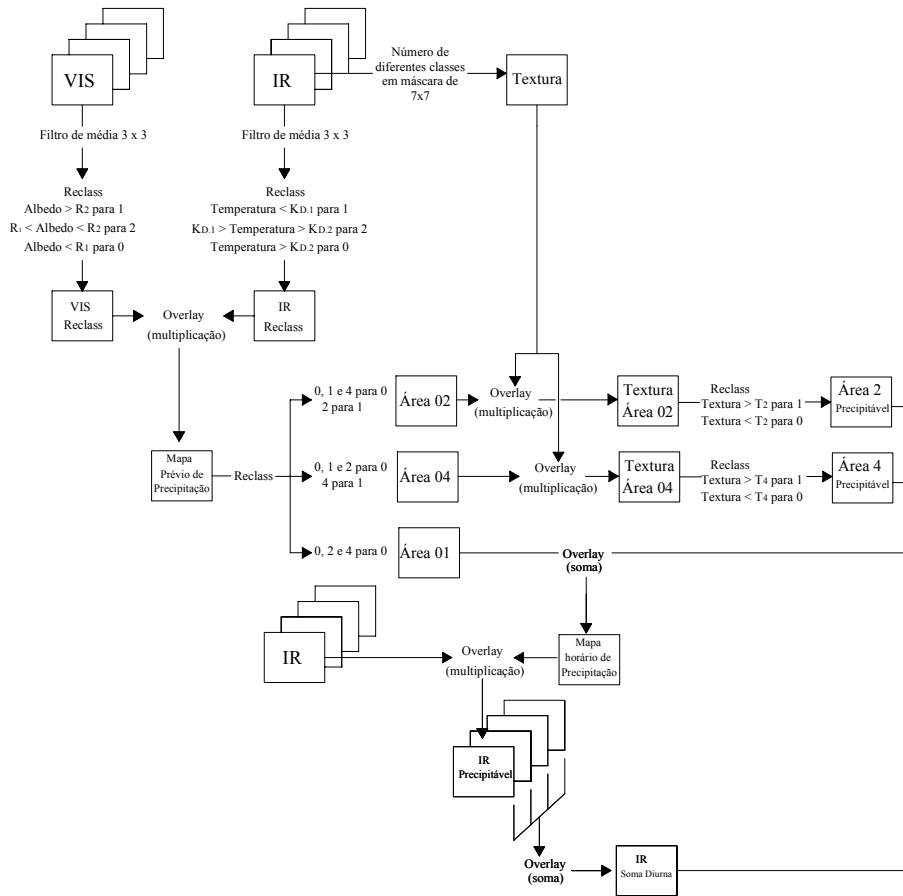 VIS
IR
Número de
diferentes classes
em máscara de
7x7
Textura
Filtro de média 3 x 3
Filtro de média 3 x 3
Reclass
Albedo > R2 para 1
R1 < Albedo < R2 para 2
Albedo < R1 para 0
Reclass
Temperatura < KD.1 para 1
KD.1 > Temperatura > KD.2 para 2
Temperatura > KD.2 para 0
VIS
Reclass
Overlay
(multiplicação)
IR
Reclass
0, 1 e 4 para 0
2 para 1
Área 02
Overlay
(multiplicação)
Textura
Área 02
Reclass
Textura > T2 para 1
Textura < T2 para 0
Área 2
Precipitável
Mapa
Prévio de
Precipitação
Reclass
0, 1 e 2 para 0
4 para 1
Área 04
Overlay
(multiplicação)
Textura
Área 04
Reclass
Textura > T4 para 1
Textura < T4 para 0
Área 4
Precipitável
0, 2 e 4 para 0
Área 01
Overlay
(soma)
IR
Overlay
(multiplicação)
Mapa
horário de
Precipitação
IR
Precipitável
Overlay
(soma)
IR
Soma Diurna